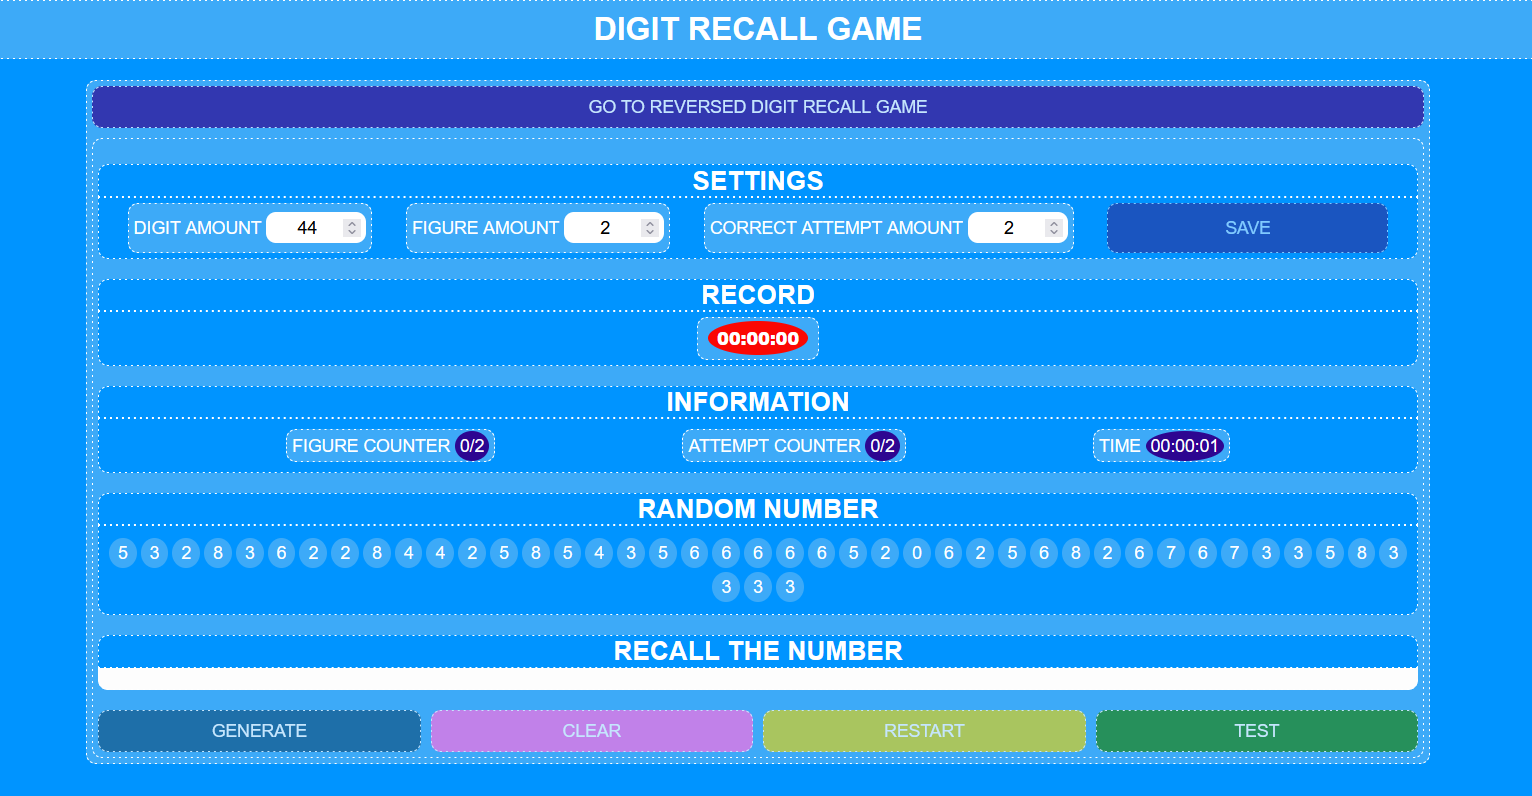 DIGIT RECALL GAME
GO TO REVERSED DIGIT RECALL GAME
SETTINGS
DIGIT AMOUNT 44 FIGURE AMOUNT 2 CORRECT ATTEMPT AMOUNT 2 SAVE
RECORD
00:00:00
INFORMATION
FIGURE COUNTER 0/2 ATTEMPT COUNTER 0/2 TIME 00:00:01
RANDOM NUMBER
5 3 2 8 3 6 2 2 8 4 4 2 5 8 5 4 3 5 6 6 6 6 6 5 2 0 6 2 5 6 8 2 6 7 6 7 3 3 5 8 3
3 3 3
RECALL THE NUMBER
GENERATE CLEAR RESTART TEST